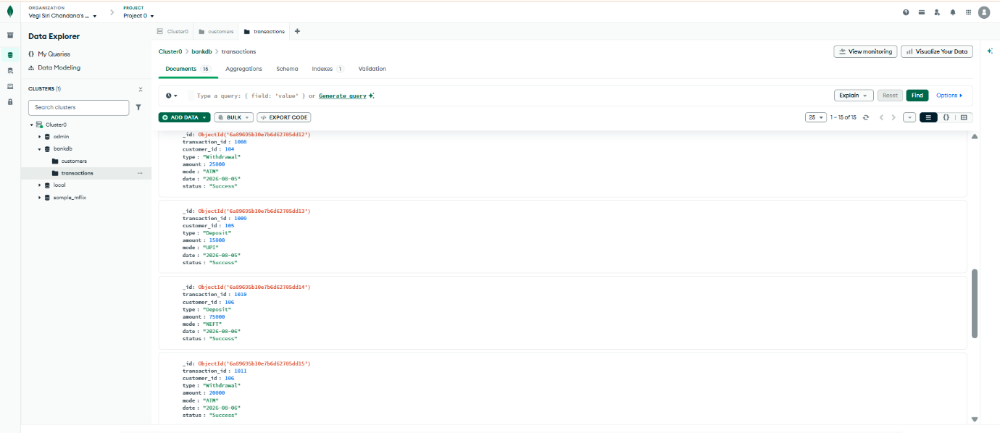 ORGANIZATION
Vegi Siri Chandana's ...
PROJECT
Project 0
Data Explorer
My Queries
Data Modeling
CLUSTERS (1)
Search clusters
Cluster0
admin
bankdb
customers
transactions
local
sample_mflix
Cluster0 customers transactions
Cluster0 > bankdb > transactions
View monitoring Visualize Your Data
Documents 15 Aggregations Schema Indexes 1 Validation
Type a query: { field: 'value' } or Generate query
Explain Reset Find Options
ADD DATA BULK EXPORT CODE
25 1 – 15 of 15
_id: ObjectId('6a89695b10e7b6d62705dd12')
transaction_id : 1008
customer_id : 104
type : "Withdrawal"
amount : 25000
mode : "ATM"
date : "2026-08-05"
status : "Success"
_id: ObjectId('6a89695b10e7b6d62705dd13')
transaction_id : 1009
customer_id : 105
type : "Deposit"
amount : 15000
mode : "UPI"
date : "2026-08-05"
status : "Success"
_id: ObjectId('6a89695b10e7b6d62705dd14')
transaction_id : 1010
customer_id : 106
type : "Deposit"
amount : 75000
mode : "NEFT"
date : "2026-08-06"
status : "Success"
_id: ObjectId('6a89695b10e7b6d62705dd15')
transaction_id : 1011
customer_id : 106
type : "Withdrawal"
amount : 20000
mode : "ATM"
date : "2026-08-06"
status : "Success"